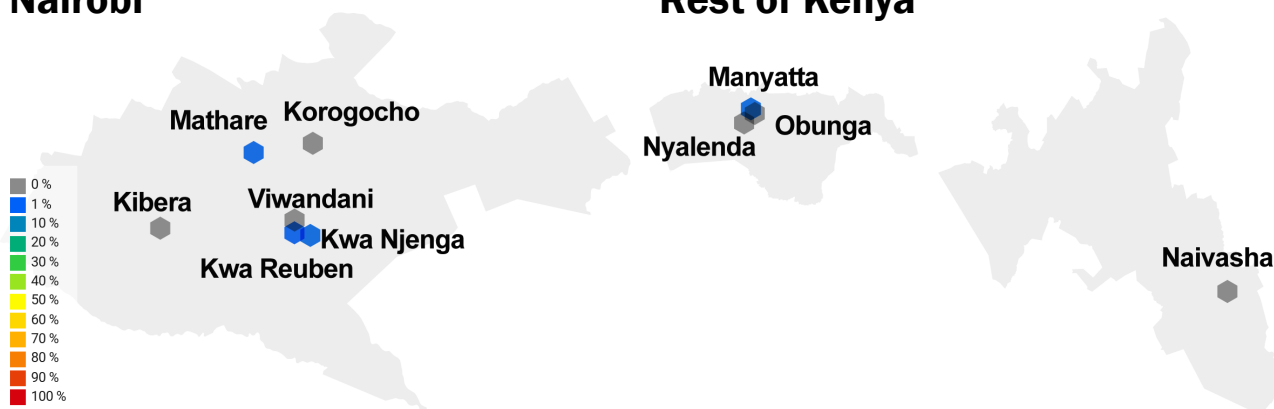 Nairobi
Rest of Kenya
Manyatta
Mathare
Korogocho
Obunga
Nyalenda
0 %
1 %
10 %
20 %
30 %
40 %
50 %
60 %
70 %
80 %
90 %
100 %
Kibera
Viwandani
Kwa Njenga
Kwa Reuben
Naivasha